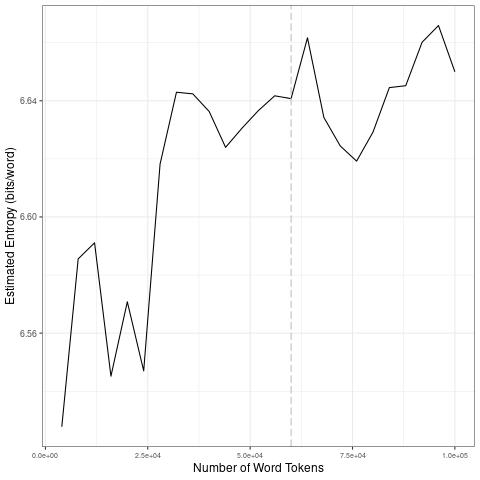 Estimated Entropy (bits/word)
6.64
6.60
6.56
0.0e+00 2.5e+04 5.0e+04 7.5e+04 1.0e+05
Number of Word Tokens